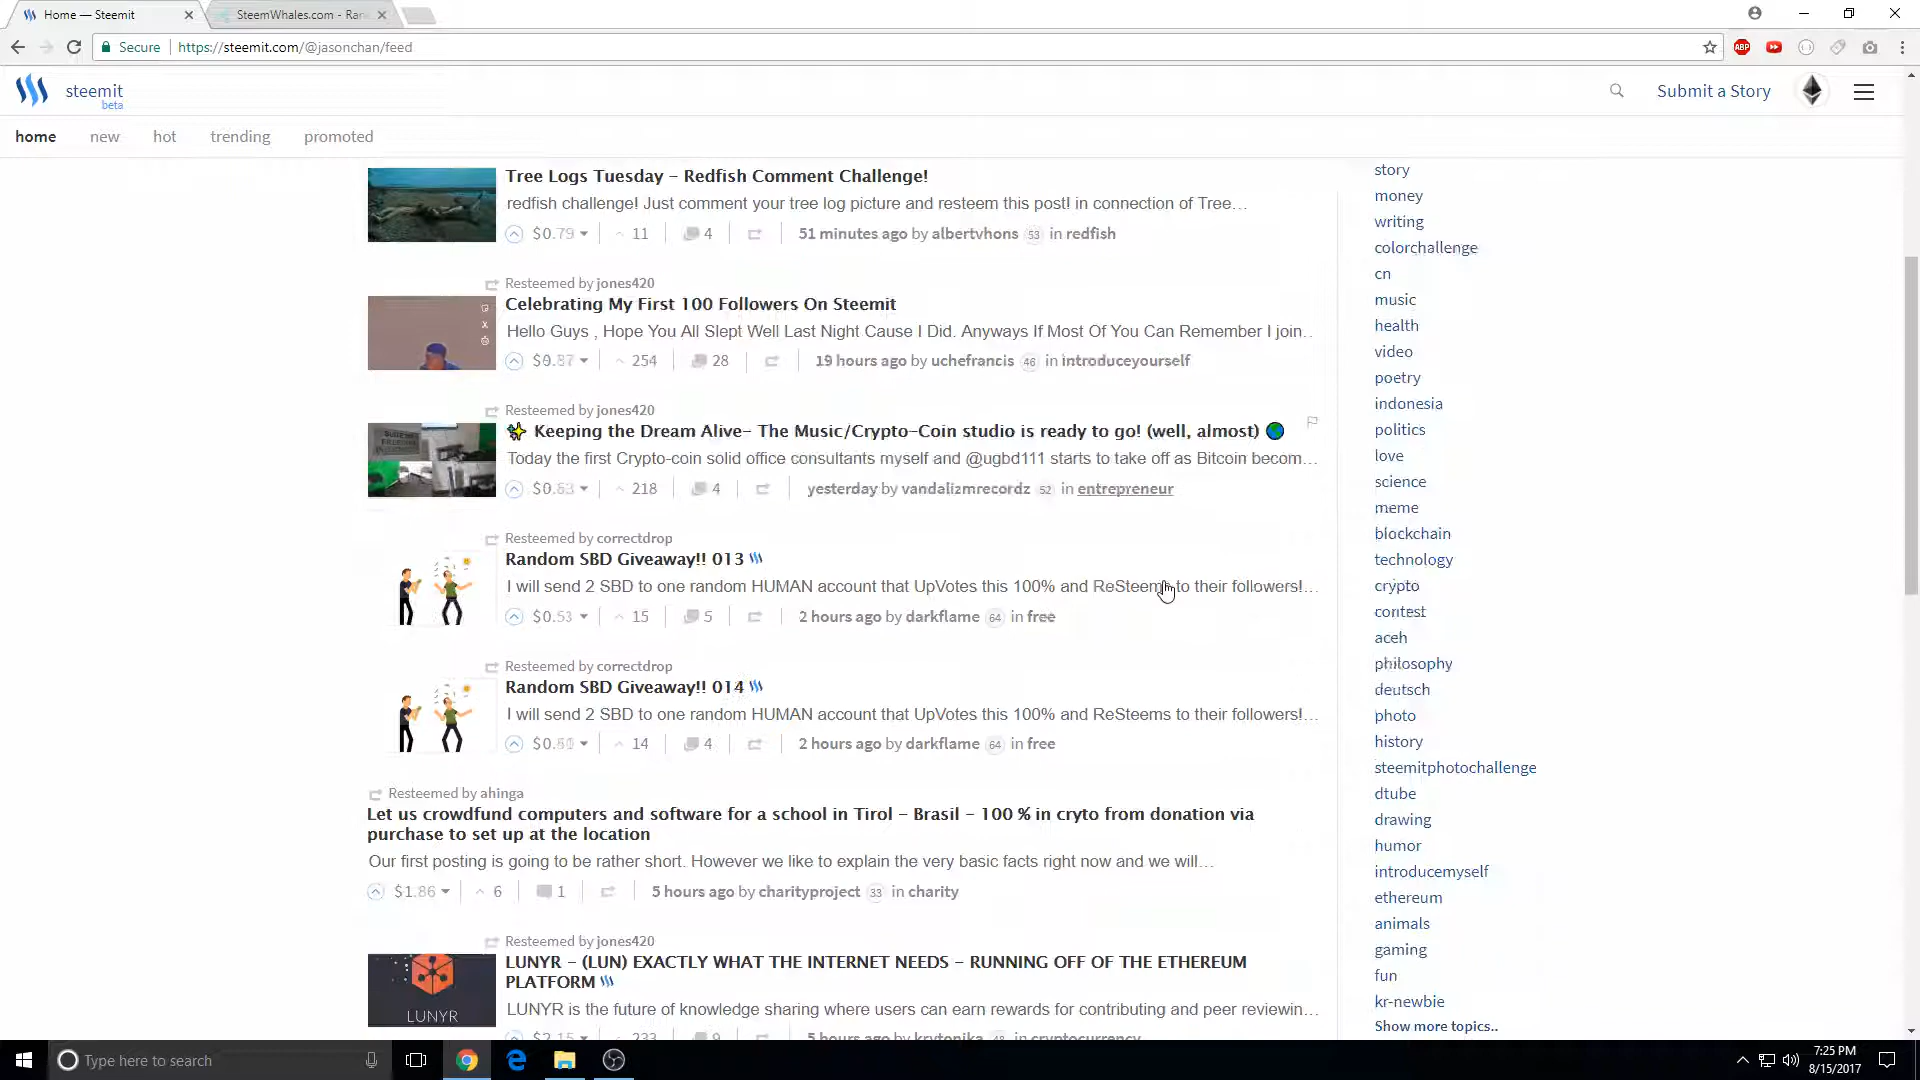 Home — Steemit
SteemWhales.com - Ran
Secure
https://steemit.com/@jasonchan/feed
ABP
steemit
beta
Submit a Story
home
new
hot
trending
promoted
Tree Logs Tuesday – Redfish Comment Challenge!
redfish challenge! Just comment your tree log picture and resteem this post! in connection of Tree…
$0.79 11 4 51 minutes ago by albertvhons 53 in redfish
Resteemed by jones420
Celebrating My First 100 Followers On Steemit
Hello Guys , Hope You All Slept Well Last Night Cause I Did. Anyways If Most Of You Can Remember I join…
$0.87 254 28 19 hours ago by uchefrancis 46 in introduceyourself
Resteemed by jones420
✨ Keeping the Dream Alive– The Music/Crypto-Coin studio is ready to go! (well, almost) 🌎
Today the first Crypto-coin solid office consultants myself and @ugbd111 starts to take off as Bitcoin becom…
218 4 yesterday by vandalizmrecordz 52 in entrepreneur
Resteemed by correctdrop
Random SBD Giveaway!! 013
I will send 2 SBD to one random HUMAN account that UpVotes this 100% and ReSteems to their followers!…
$0.53 15 5 2 hours ago by darkflame 64 in free
Resteemed by correctdrop
Random SBD Giveaway!! 014
I will send 2 SBD to one random HUMAN account that UpVotes this 100% and ReSteems to their followers!…
14 4 2 hours ago by darkflame 64 in free
Resteemed by ahinga
Let us crowdfund computers and software for a school in Tirol – Brasil – 100 % in cryto from donation via
purchase to set up at the location
Our first posting is going to be rather short. However we like to explain the very basic facts right now and we will…
$1.86 6 1 5 hours ago by charityproject 33 in charity
Resteemed by jones420
LUNYR – (LUN) EXACTLY WHAT THE INTERNET NEEDS – RUNNING OFF OF THE ETHEREUM
PLATFORM
LUNYR is the future of knowledge sharing where users can earn rewards for contributing and peer reviewin…
LUNYR
$2.15 233 9 5 hours ago by krytonika 48 in cryptocurrency
story
money
writing
colorchallenge
cn
music
health
video
poetry
indonesia
politics
love
science
meme
blockchain
technology
crypto
contest
aceh
philosophy
deutsch
photo
history
steemitphotochallenge
dtube
drawing
humor
introducemyself
ethereum
animals
gaming
fun
kr-newbie
Show more topics..
Type here to search
7:25 PM
8/15/2017